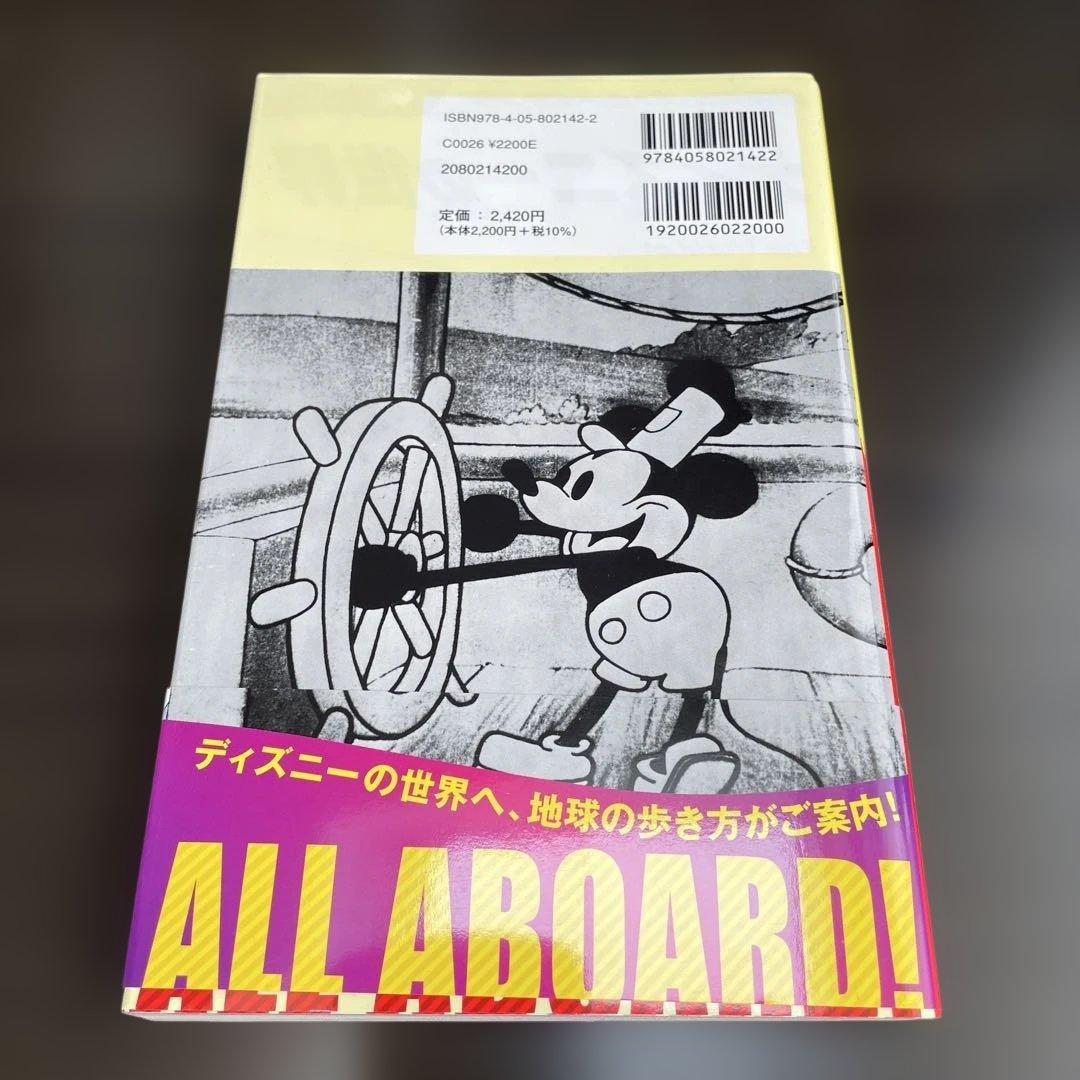 ISBN978-4-05-802142-2
C0026 ¥2200E
2080214200
定価：2,420円
(本体2,200円＋税10%)
9784058021422
1920026022000
ディズニーの世界へ、地球の歩き方がご案内！
ALL ABOARD!